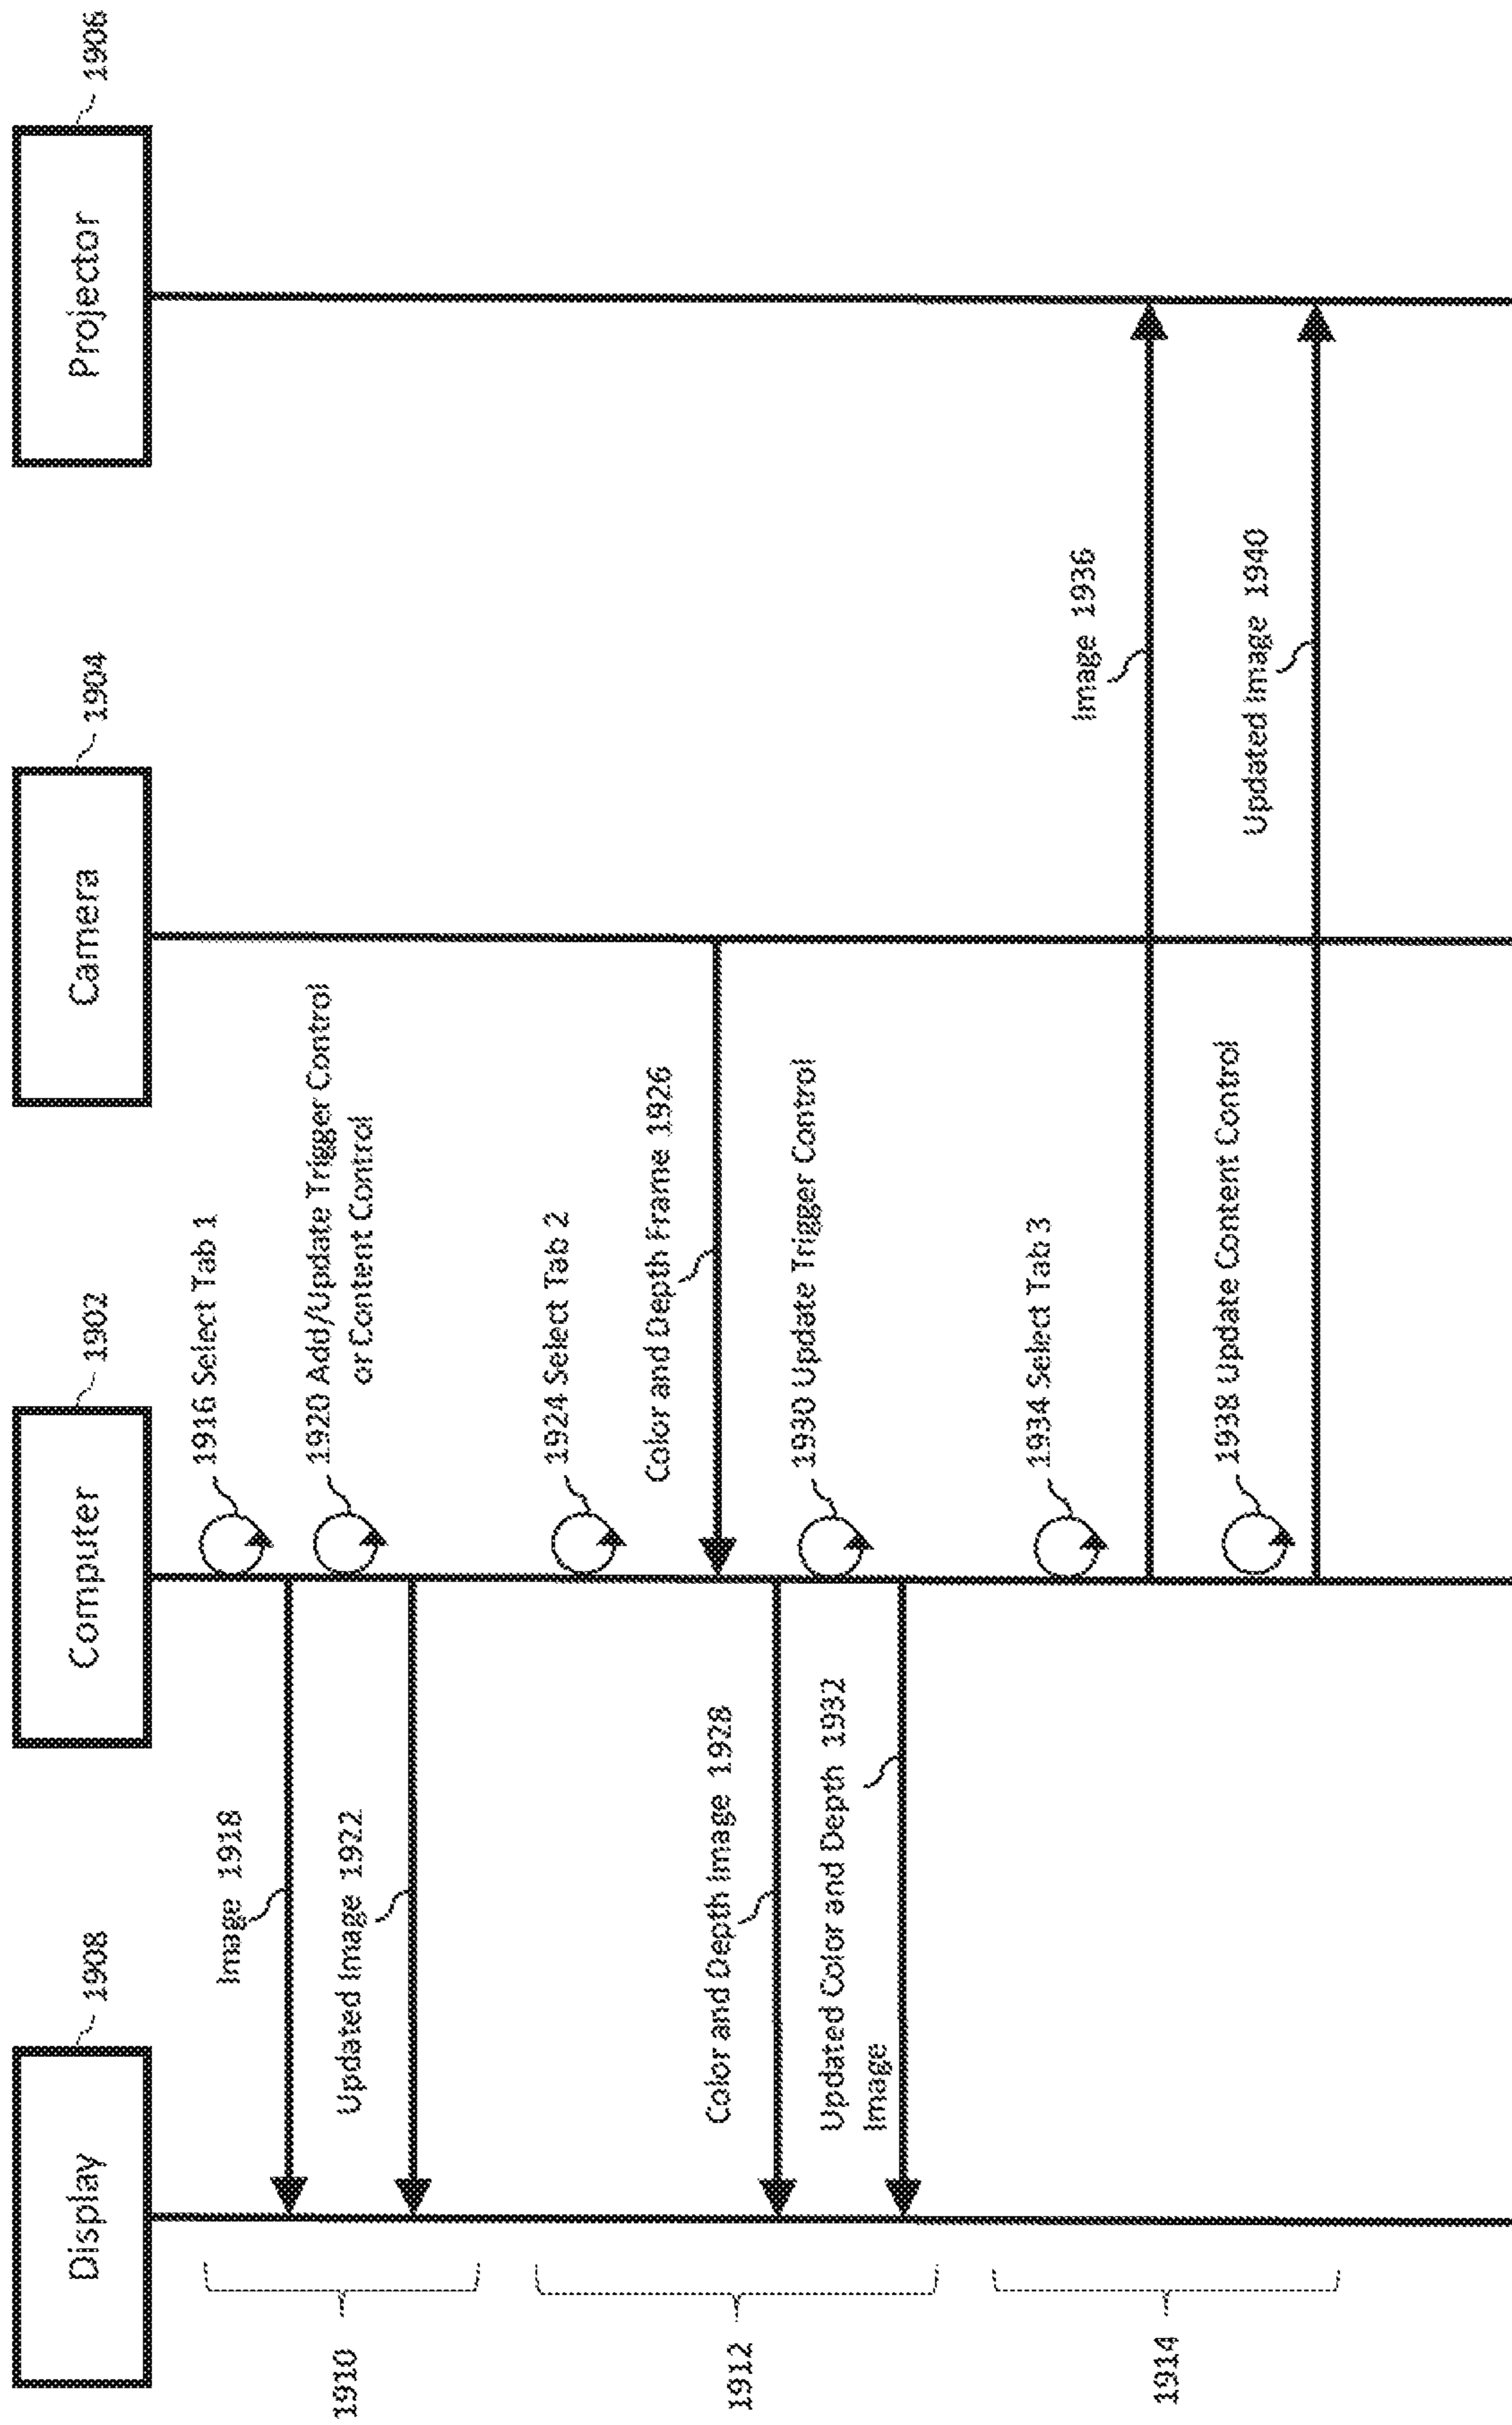 Display
1908
Computer
1902
Camera
1904
Projector
1906
1910
1916 Select Tab 1
Image 1918
1920 Add/Update Trigger Control
or Content Control
Updated Image 1922
1912
1924 Select Tab 2
Color and Depth Frame 1926
Color and Depth Image 1928
1930 Update Trigger Control
Updated Color and Depth 1932
Image
1914
1934 Select Tab 3
Image 1936
1938 Update Content Control
Updated Image 1940